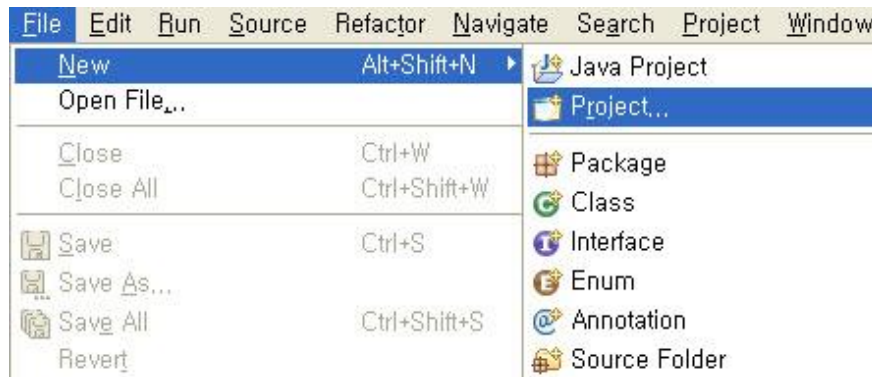 File Edit Run Source Refactor Navigate Search Project Window
New Alt+Shift+N
Open File...
Close Ctrl+W
Close All Ctrl+Shift+W
Save Ctrl+S
Save As...
Save All Ctrl+Shift+S
Revert
Java Project
Project...
Package
Class
Interface
Enum
Annotation
Source Folder